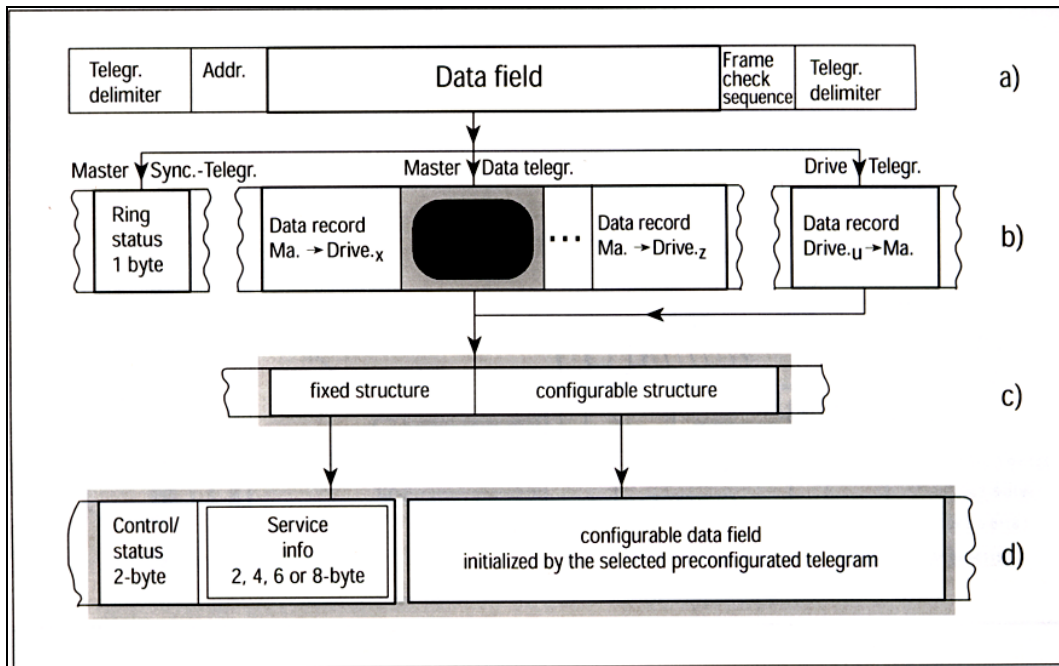 Telegr.
delimiter
Addr.
Data field
Frame
check
sequence
Telegr.
delimiter
a)
Master Sync.-Telegr.
Master Data telegr.
Drive Telegr.
Ring
status
1 byte
Data record
Ma. → Drive.x
...
Data record
Ma. → Drive.z
Data record
Drive.u → Ma.
b)
fixed structure
configurable structure
c)
Control/
status
2-byte
Service
info
2, 4, 6 or 8-byte
configurable data field
initialized by the selected preconfigurated telegram
d)